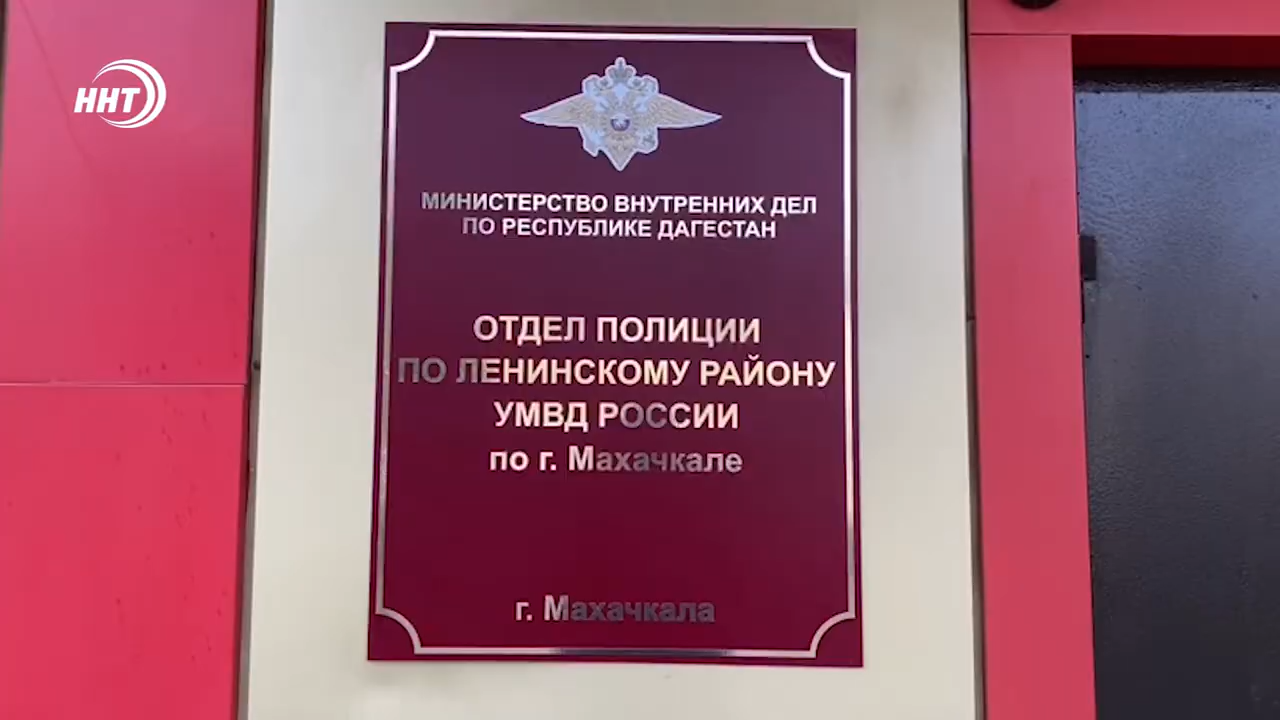 ННТ
МИНИСТЕРСТВО ВНУТРЕННИХ ДЕЛ
ПО РЕСПУБЛИКЕ ДАГЕСТАН
ОТДЕЛ ПОЛИЦИИ
ПО ЛЕНИНСКОМУ РАЙОНУ
УМВД РОССИИ
по г. Махачкале
г. Махачкала